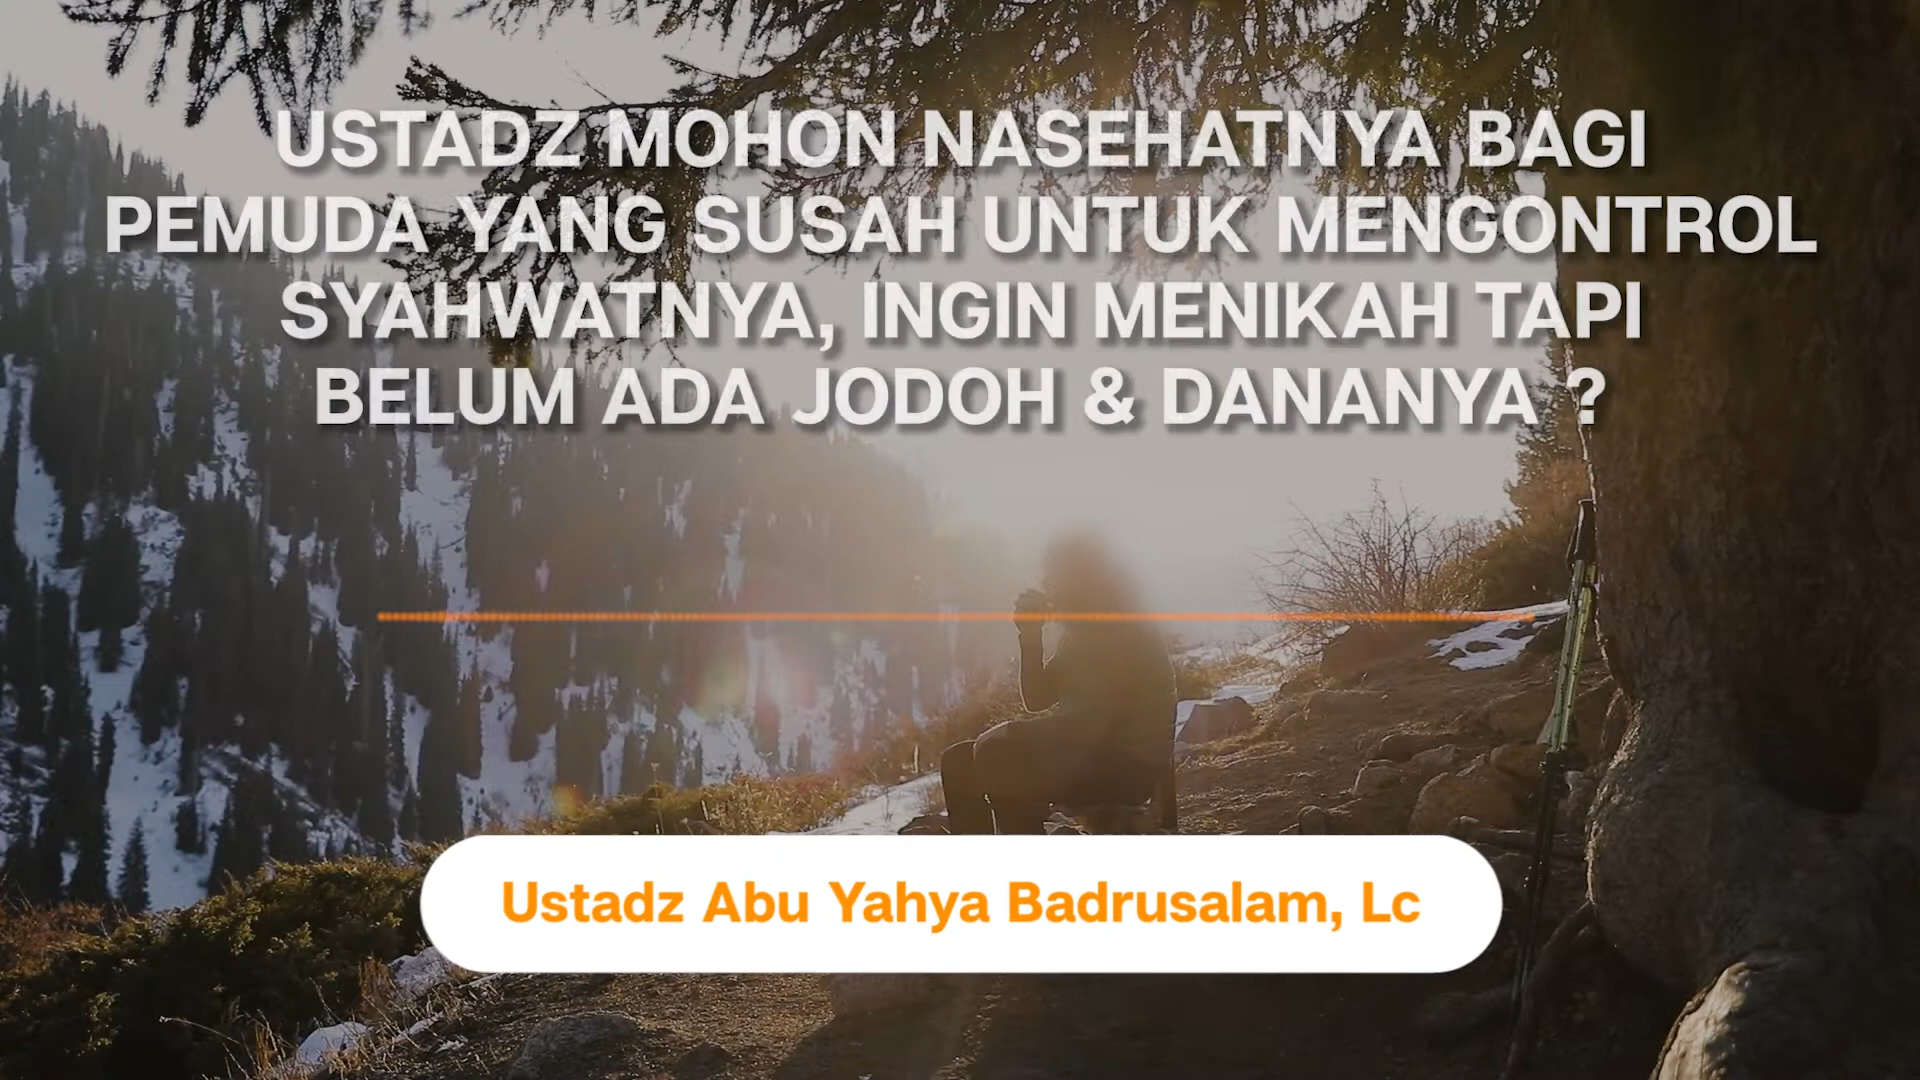 USTADZ MOHON NASEHATNYA BAGI
PEMUDA YANG SUSAH UNTUK MENGONTROL
SYAHWATNYA, INGIN MENIKAH TAPI
BELUM ADA JODOH & DANANYA ?
Ustadz Abu Yahya Badrusalam, Lc